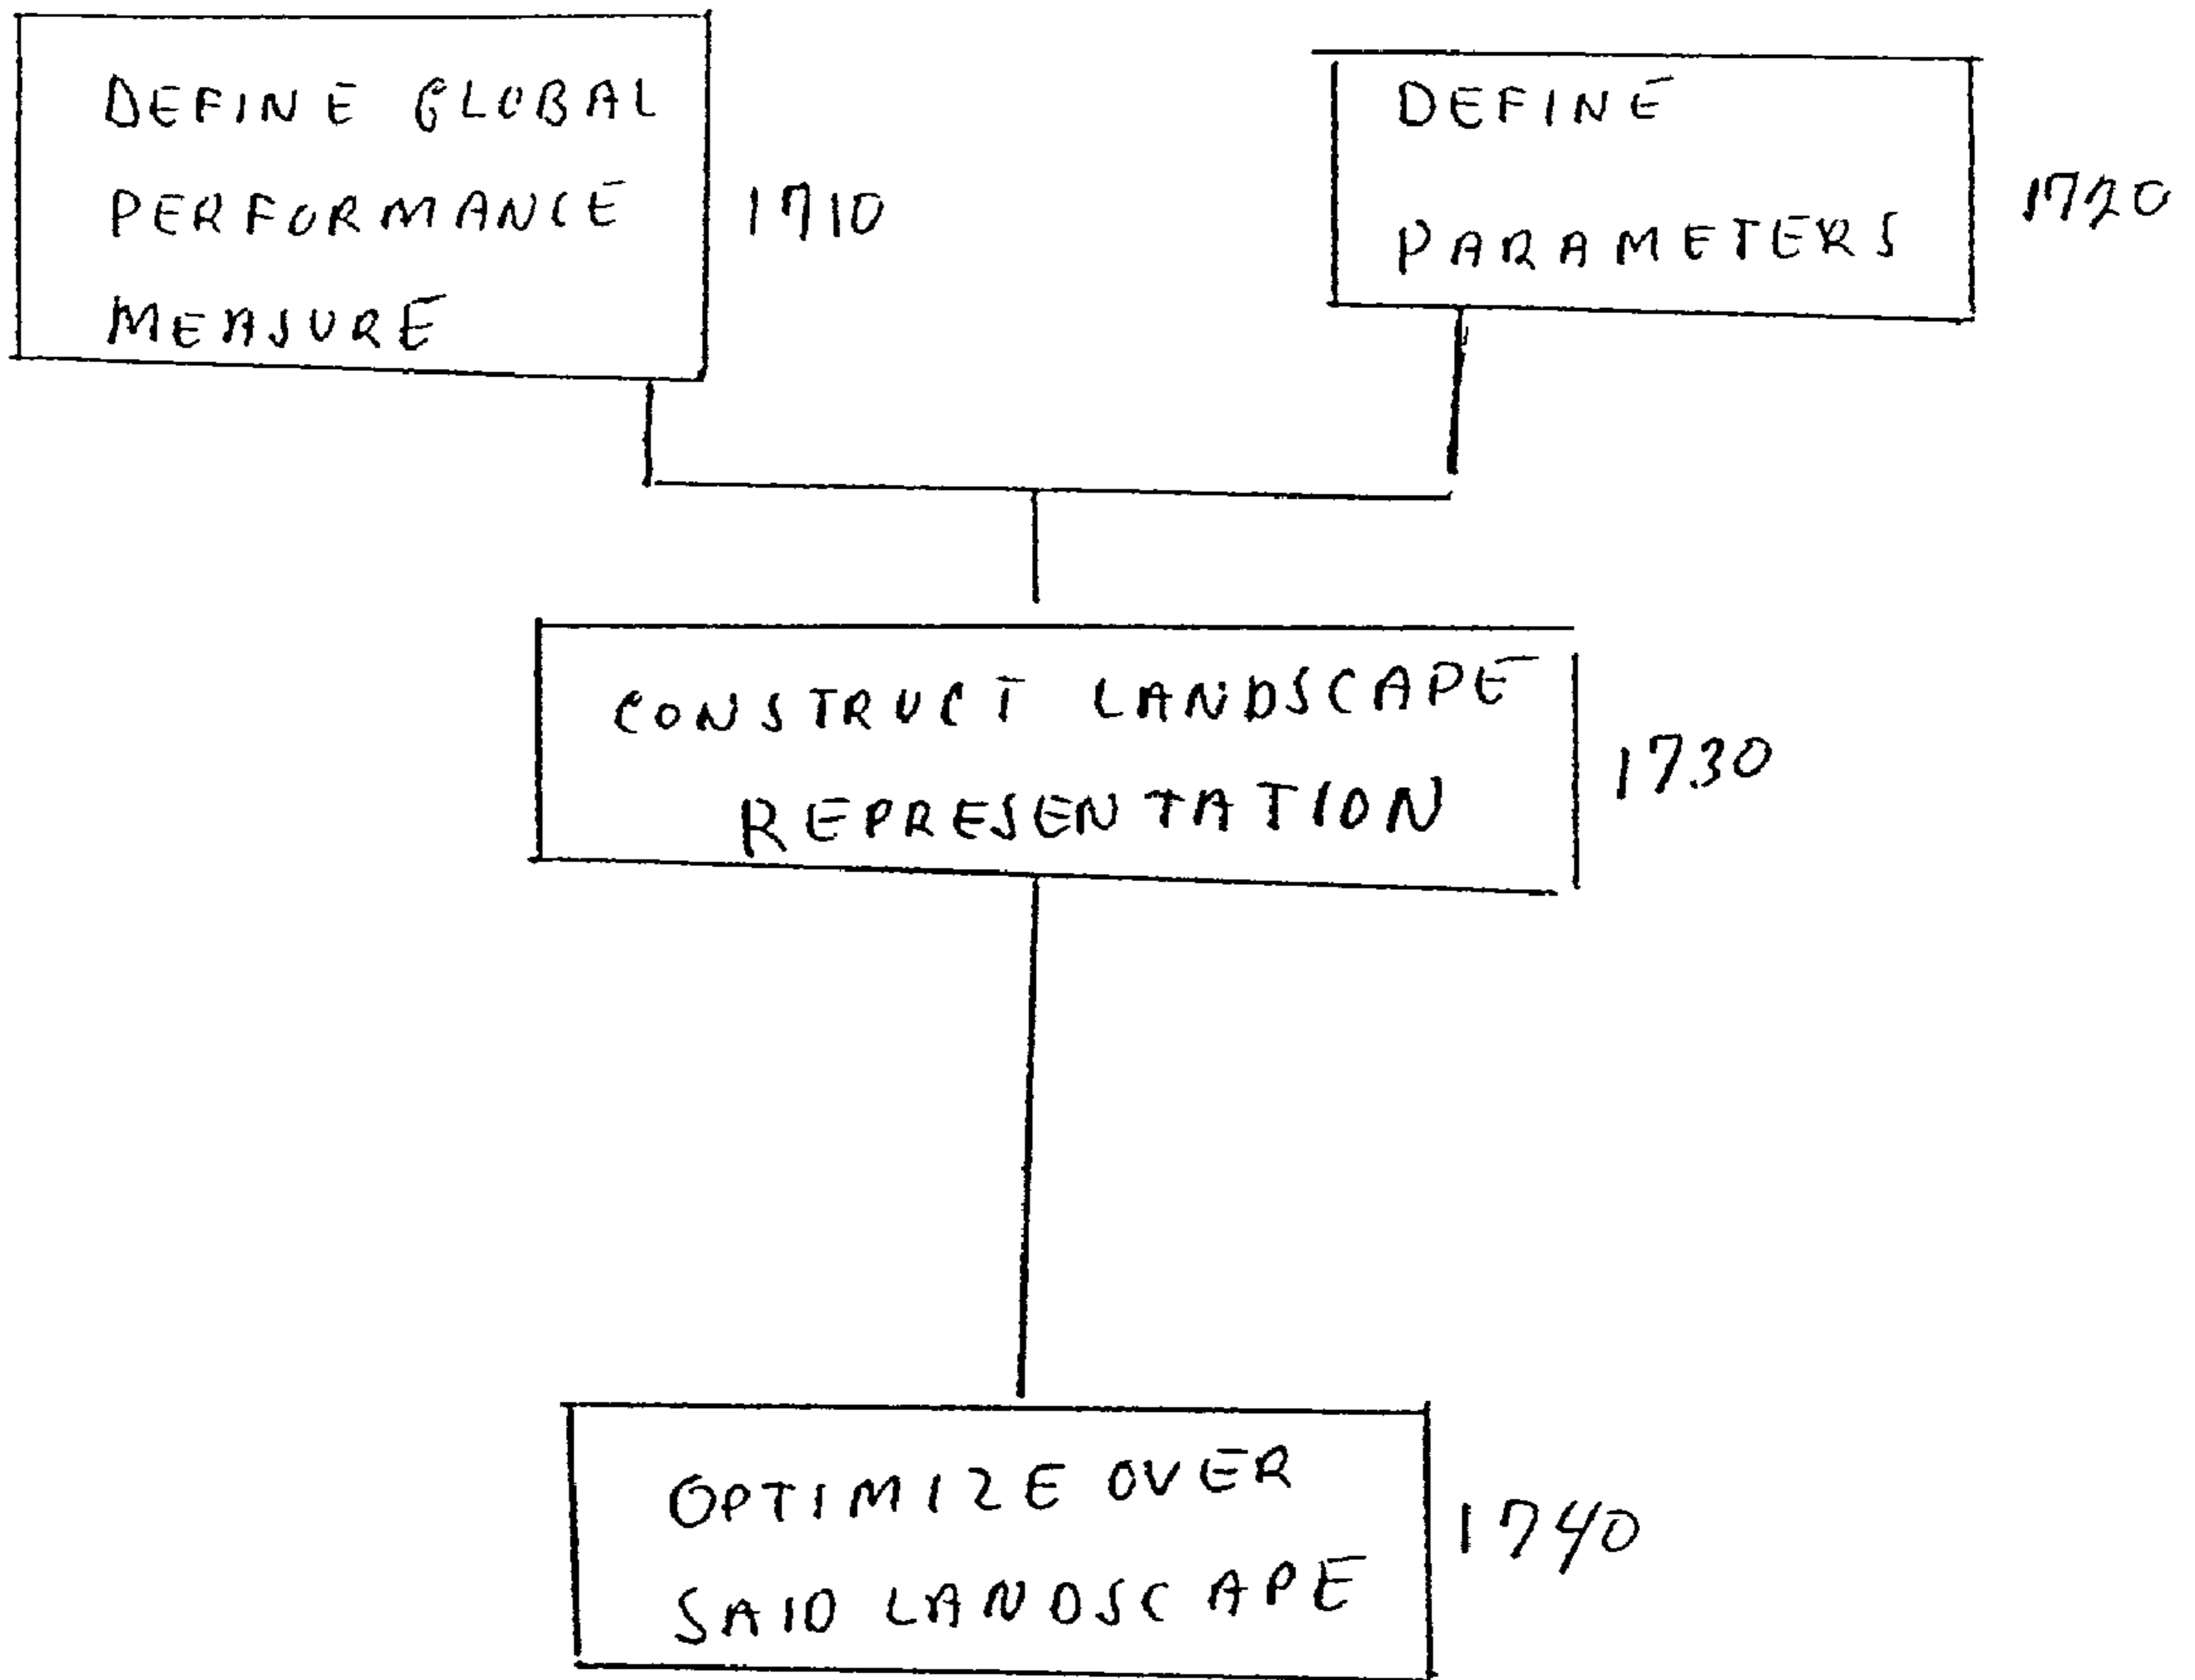 DEFINE GLOBAL
PERFORMANCE
MEASURE
1710
DEFINE
PARAMETERS
1720
CONSTRUCT LANDSCAPE
REPRESENTATION
1730
OPTIMIZE OVER
SAID LANDSCAPE
1740